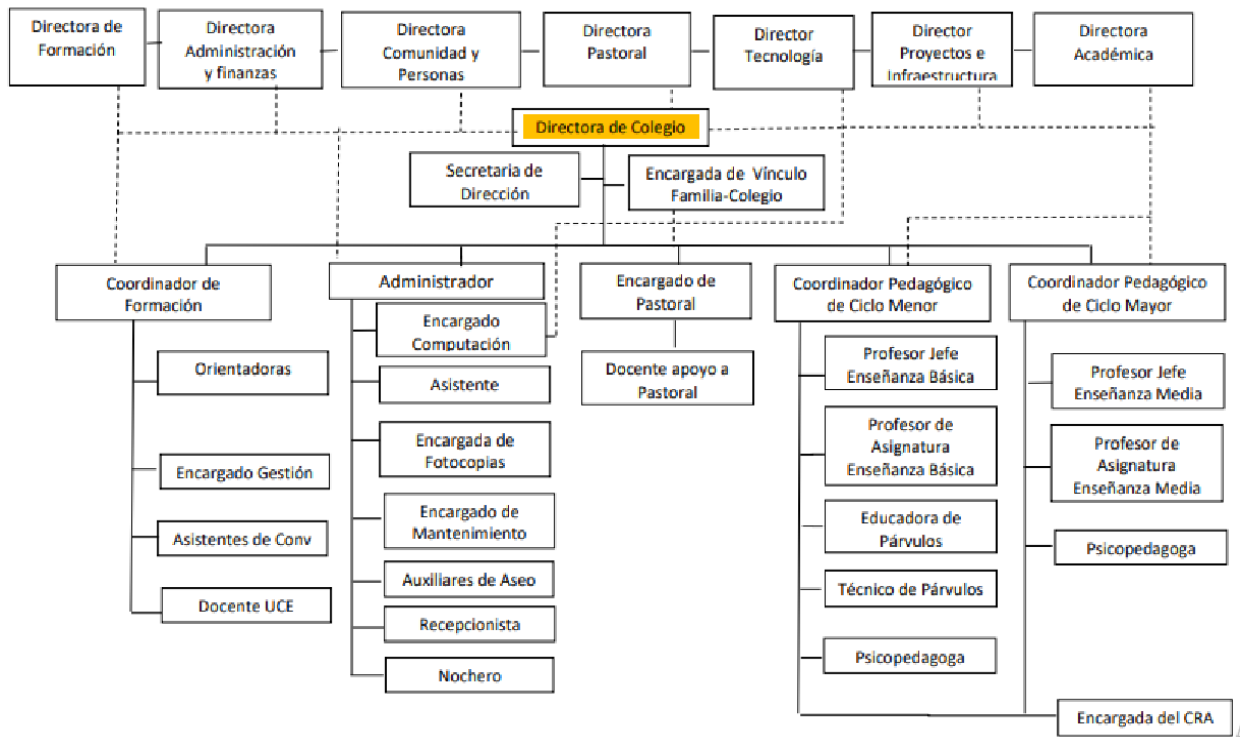 Directora de
Formación
Directora
Administración
y finanzas
Directora
Comunidad y
Personas
Directora
Pastoral
Director
Tecnología
Director
Proyectos e
Infraestructura
Directora
Académica
Directora de Colegio
Secretaria de
Dirección
Encargada de Vínculo
Familia-Colegio
Coordinador de
Formación
Orientadoras
Encargado Gestión
Asistentes de Conv
Docente UCE
Administrador
Encargado
Computación
Asistente
Encargada de
Fotocopias
Encargado de
Mantenimiento
Auxiliares de Aseo
Recepcionista
Nochero
Encargado de
Pastoral
Docente apoyo a
Pastoral
Coordinador Pedagógico
de Ciclo Menor
Profesor Jefe
Enseñanza Básica
Profesor de
Asignatura
Enseñanza Básica
Educadora de
Párvulos
Técnico de Párvulos
Psicopedagoga
Coordinador Pedagógico
de Ciclo Mayor
Profesor Jefe
Enseñanza Media
Profesor de
Asignatura
Enseñanza Media
Psicopedagoga
Encargada del CRA